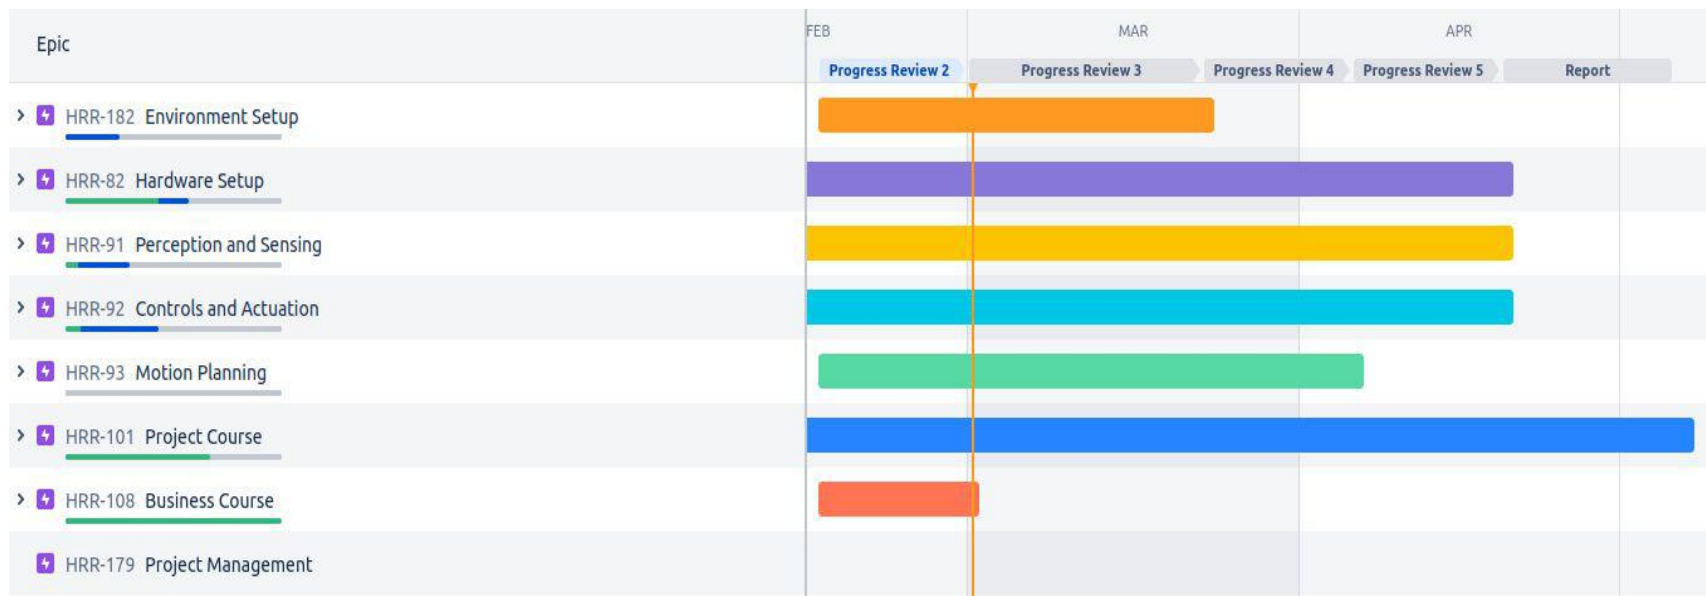 Epic
FEB MAR APR
Progress Review 2 Progress Review 3 Progress Review 4 Progress Review 5 Report
HRR-182 Environment Setup
HRR-82 Hardware Setup
HRR-91 Perception and Sensing
HRR-92 Controls and Actuation
HRR-93 Motion Planning
HRR-101 Project Course
HRR-108 Business Course
HRR-179 Project Management